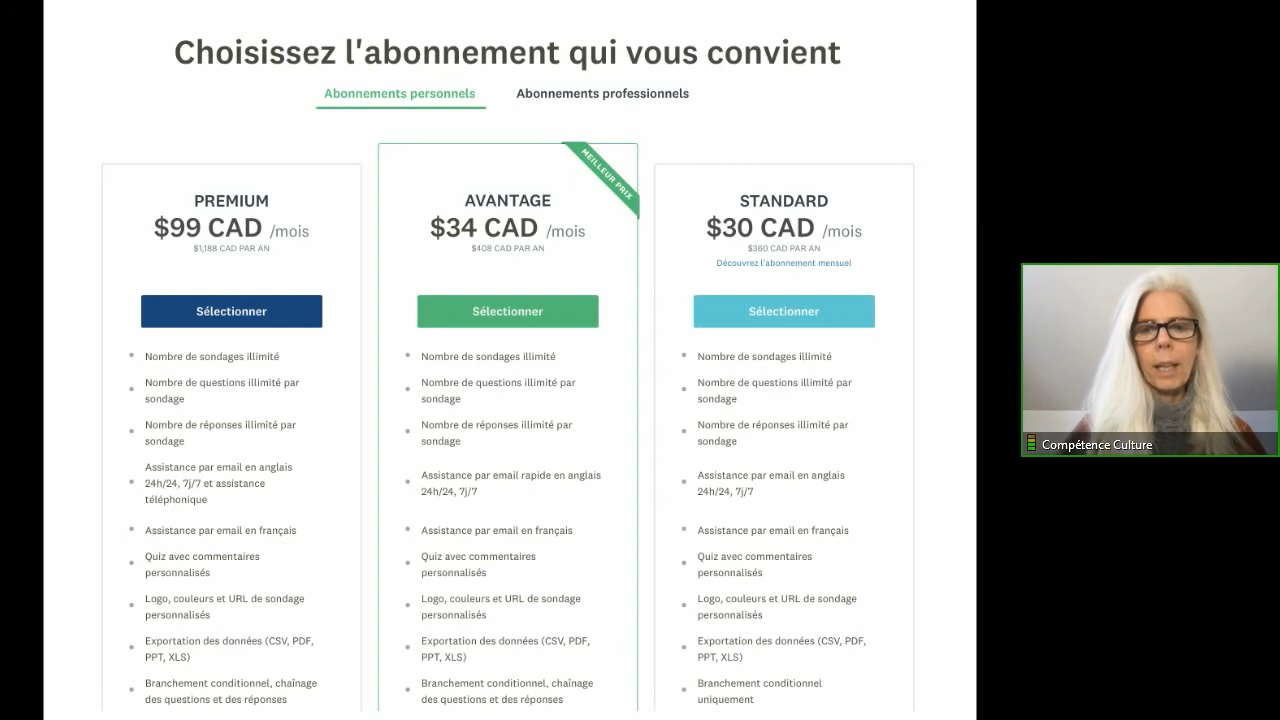 Choisissez l'abonnement qui vous convient
Abonnements personnels
Abonnements professionnels
PREMIUM
$99 CAD /mois
$1,188 CAD PAR AN
Sélectionner
Nombre de sondages illimité
Nombre de questions illimité par
sondage
Nombre de réponses illimité par
sondage
Assistance par email en anglais
24h/24, 7j/7 et assistance
téléphonique
Assistance par email en français
Quiz avec commentaires
personnalisés
Logo, couleurs et URL de sondage
personnalisés
Exportation des données (CSV, PDF,
PPT, XLS)
Branchement conditionnel, chaînage
des questions et des réponses
MEILLEUR PRIX
AVANTAGE
$34 CAD /mois
$408 CAD PAR AN
Sélectionner
Nombre de sondages illimité
Nombre de questions illimité par
sondage
Nombre de réponses illimité par
sondage
Assistance par email rapide en anglais
24h/24, 7j/7
Assistance par email en français
Quiz avec commentaires
personnalisés
Logo, couleurs et URL de sondage
personnalisés
Exportation des données (CSV, PDF,
PPT, XLS)
Branchement conditionnel, chaînage
des questions et des réponses
STANDARD
$30 CAD /mois
$360 CAD PAR AN
Découvrez l'abonnement mensuel
Sélectionner
Nombre de sondages illimité
Nombre de questions illimité par
sondage
Nombre de réponses illimité par
sondage
Assistance par email en anglais
24h/24, 7j/7
Assistance par email en français
Quiz avec commentaires
personnalisés
Logo, couleurs et URL de sondage
personnalisés
Exportation des données (CSV, PDF,
PPT, XLS)
Branchement conditionnel
uniquement
Compétence Culture